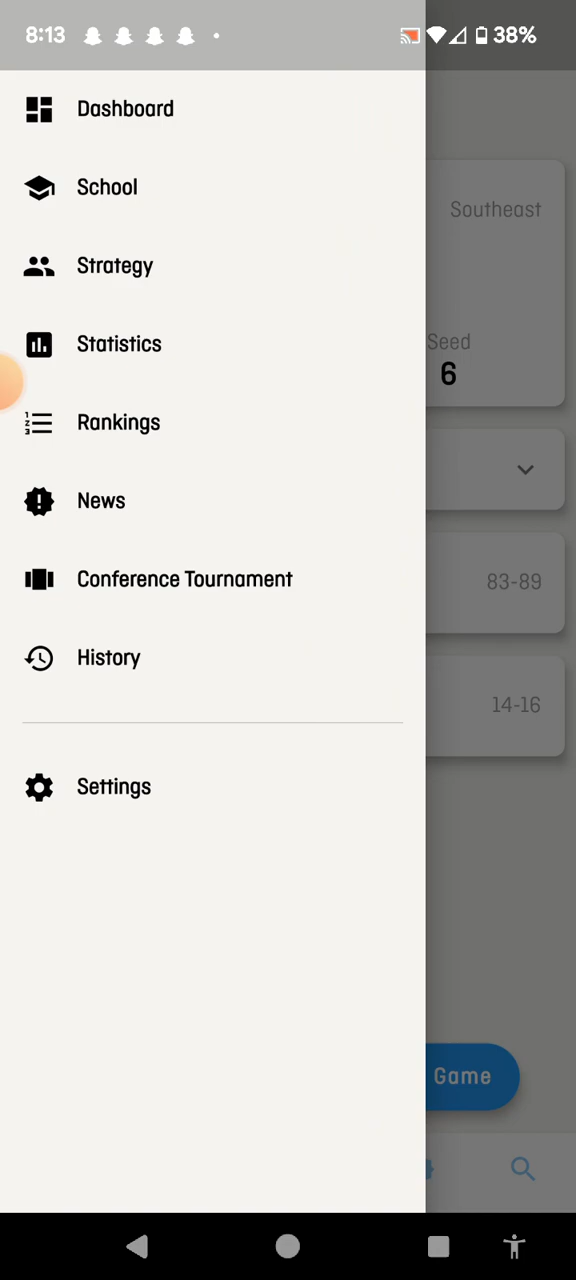 8:13
38%
Dashboard
School
Southeast
Strategy
Statistics
Seed
6
Rankings
News
Conference Tournament
83-89
History
14-16
Settings
Game